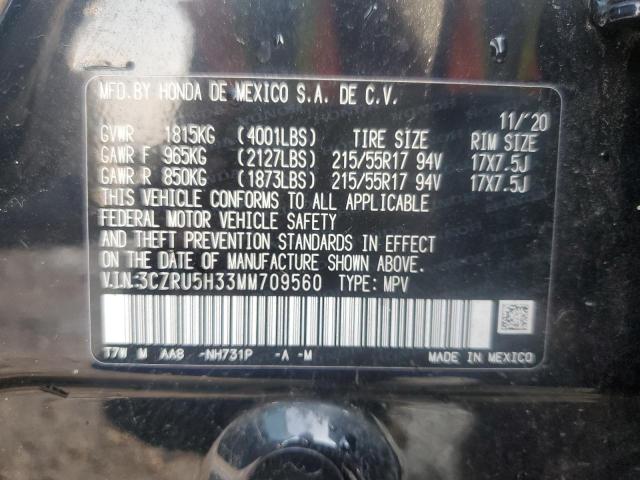 MFD.BY HONDA DE MEXICO S.A. DE C.V.
11/'20
GVWR 1815KG (4001LBS) TIRE SIZE RIM SIZE
GAWR F 965KG (2127LBS) 215/55R17 94V 17X7.5J
GAWR R 850KG (1873LBS) 215/55R17 94V 17X7.5J
THIS VEHICLE CONFORMS TO ALL APPLICABLE
FEDERAL MOTOR VEHICLE SAFETY
AND THEFT PREVENTION STANDARDS IN EFFECT
ON THE DATE OF MANUFACTURE SHOWN ABOVE.
V.I.N:3CZRU5H33MM709560 TYPE: MPV
T7W M AA8 -NH731P -A -M MADE IN MEXICO